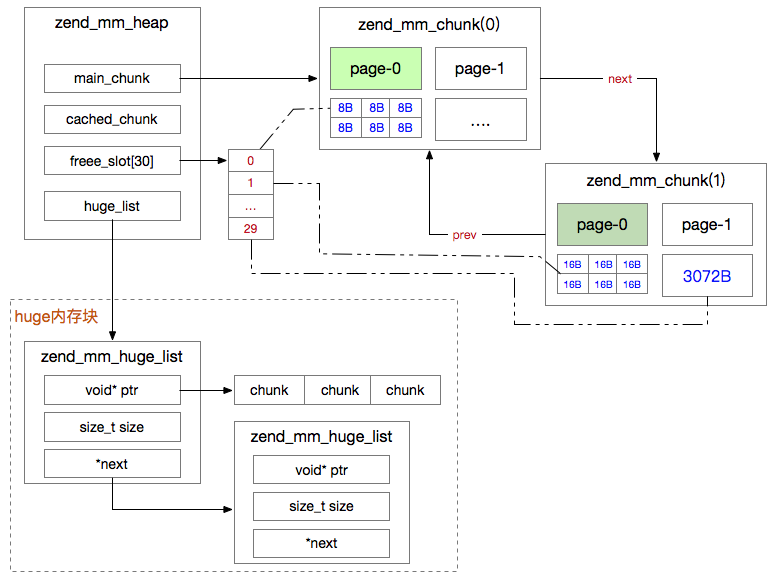 zend_mm_heap
main_chunk
cached_chunk
freee_slot[30]
huge_list
zend_mm_chunk(0)
page-0
page-1
8B 8B 8B
8B 8B 8B
....
next
0
1
...
29
zend_mm_chunk(1)
page-0
page-1
16B 16B 16B
16B 16B 16B
3072B
prev
huge内存块
zend_mm_huge_list
void* ptr
size_t size
*next
chunk chunk chunk
zend_mm_huge_list
void* ptr
size_t size
*next